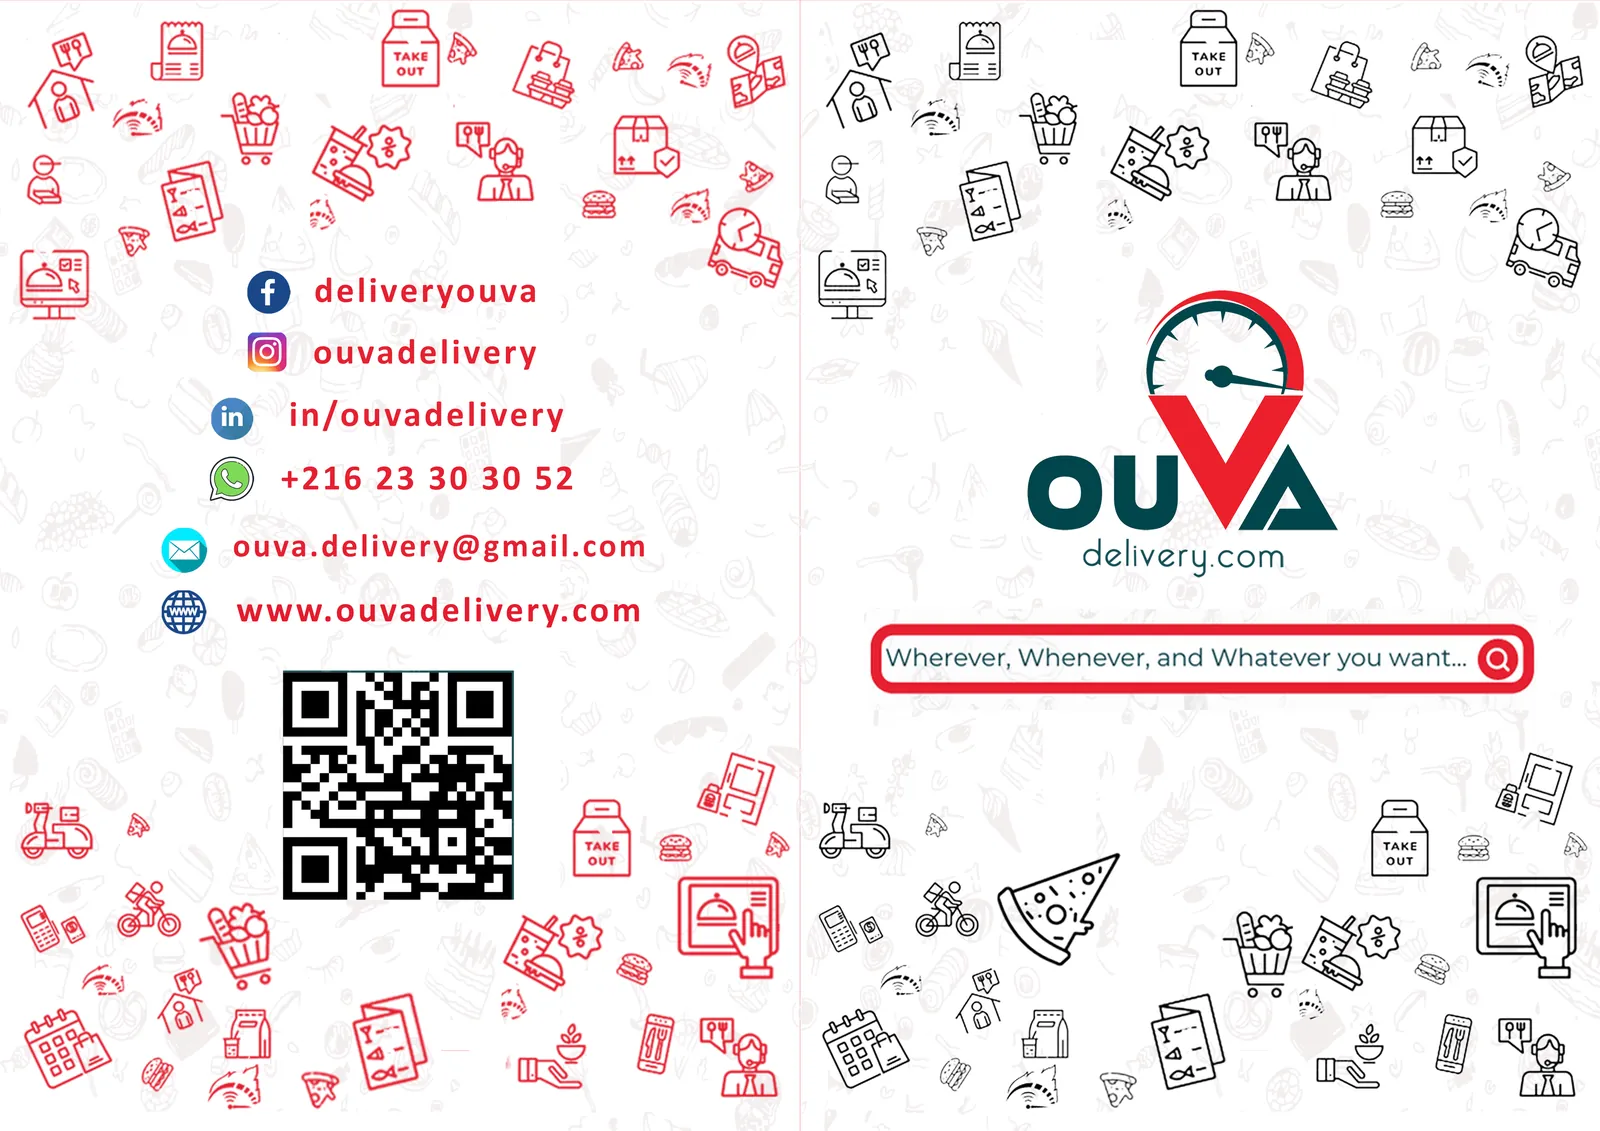 TAKE
OUT
deliveryouva
ouvadelivery
in/ouvadelivery
+216 23 30 30 52
ouva.delivery@gmail.com
www
www.ouvadelivery.com
TAKE
OUT
TAKE
OUT
OUVA
delivery.com
Wherever, Whenever, and Whatever you want...
TAKE
OUT